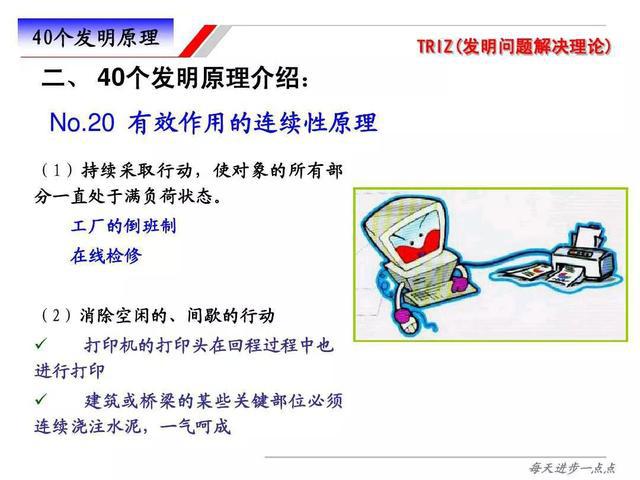 40个发明原理
TRIZ(发明问题解决理论)
二、 40个发明原理介绍：
No.20 有效作用的连续性原理
（1）持续采取行动，使对象的所有部
分一直处于满负荷状态。
工厂的倒班制
在线检修
（2）消除空闲的、间歇的行动
✓ 打印机的打印头在回程过程中也
进行打印
✓ 建筑或桥梁的某些关键部位必须
连续浇注水泥，一气呵成
每天进步一点点